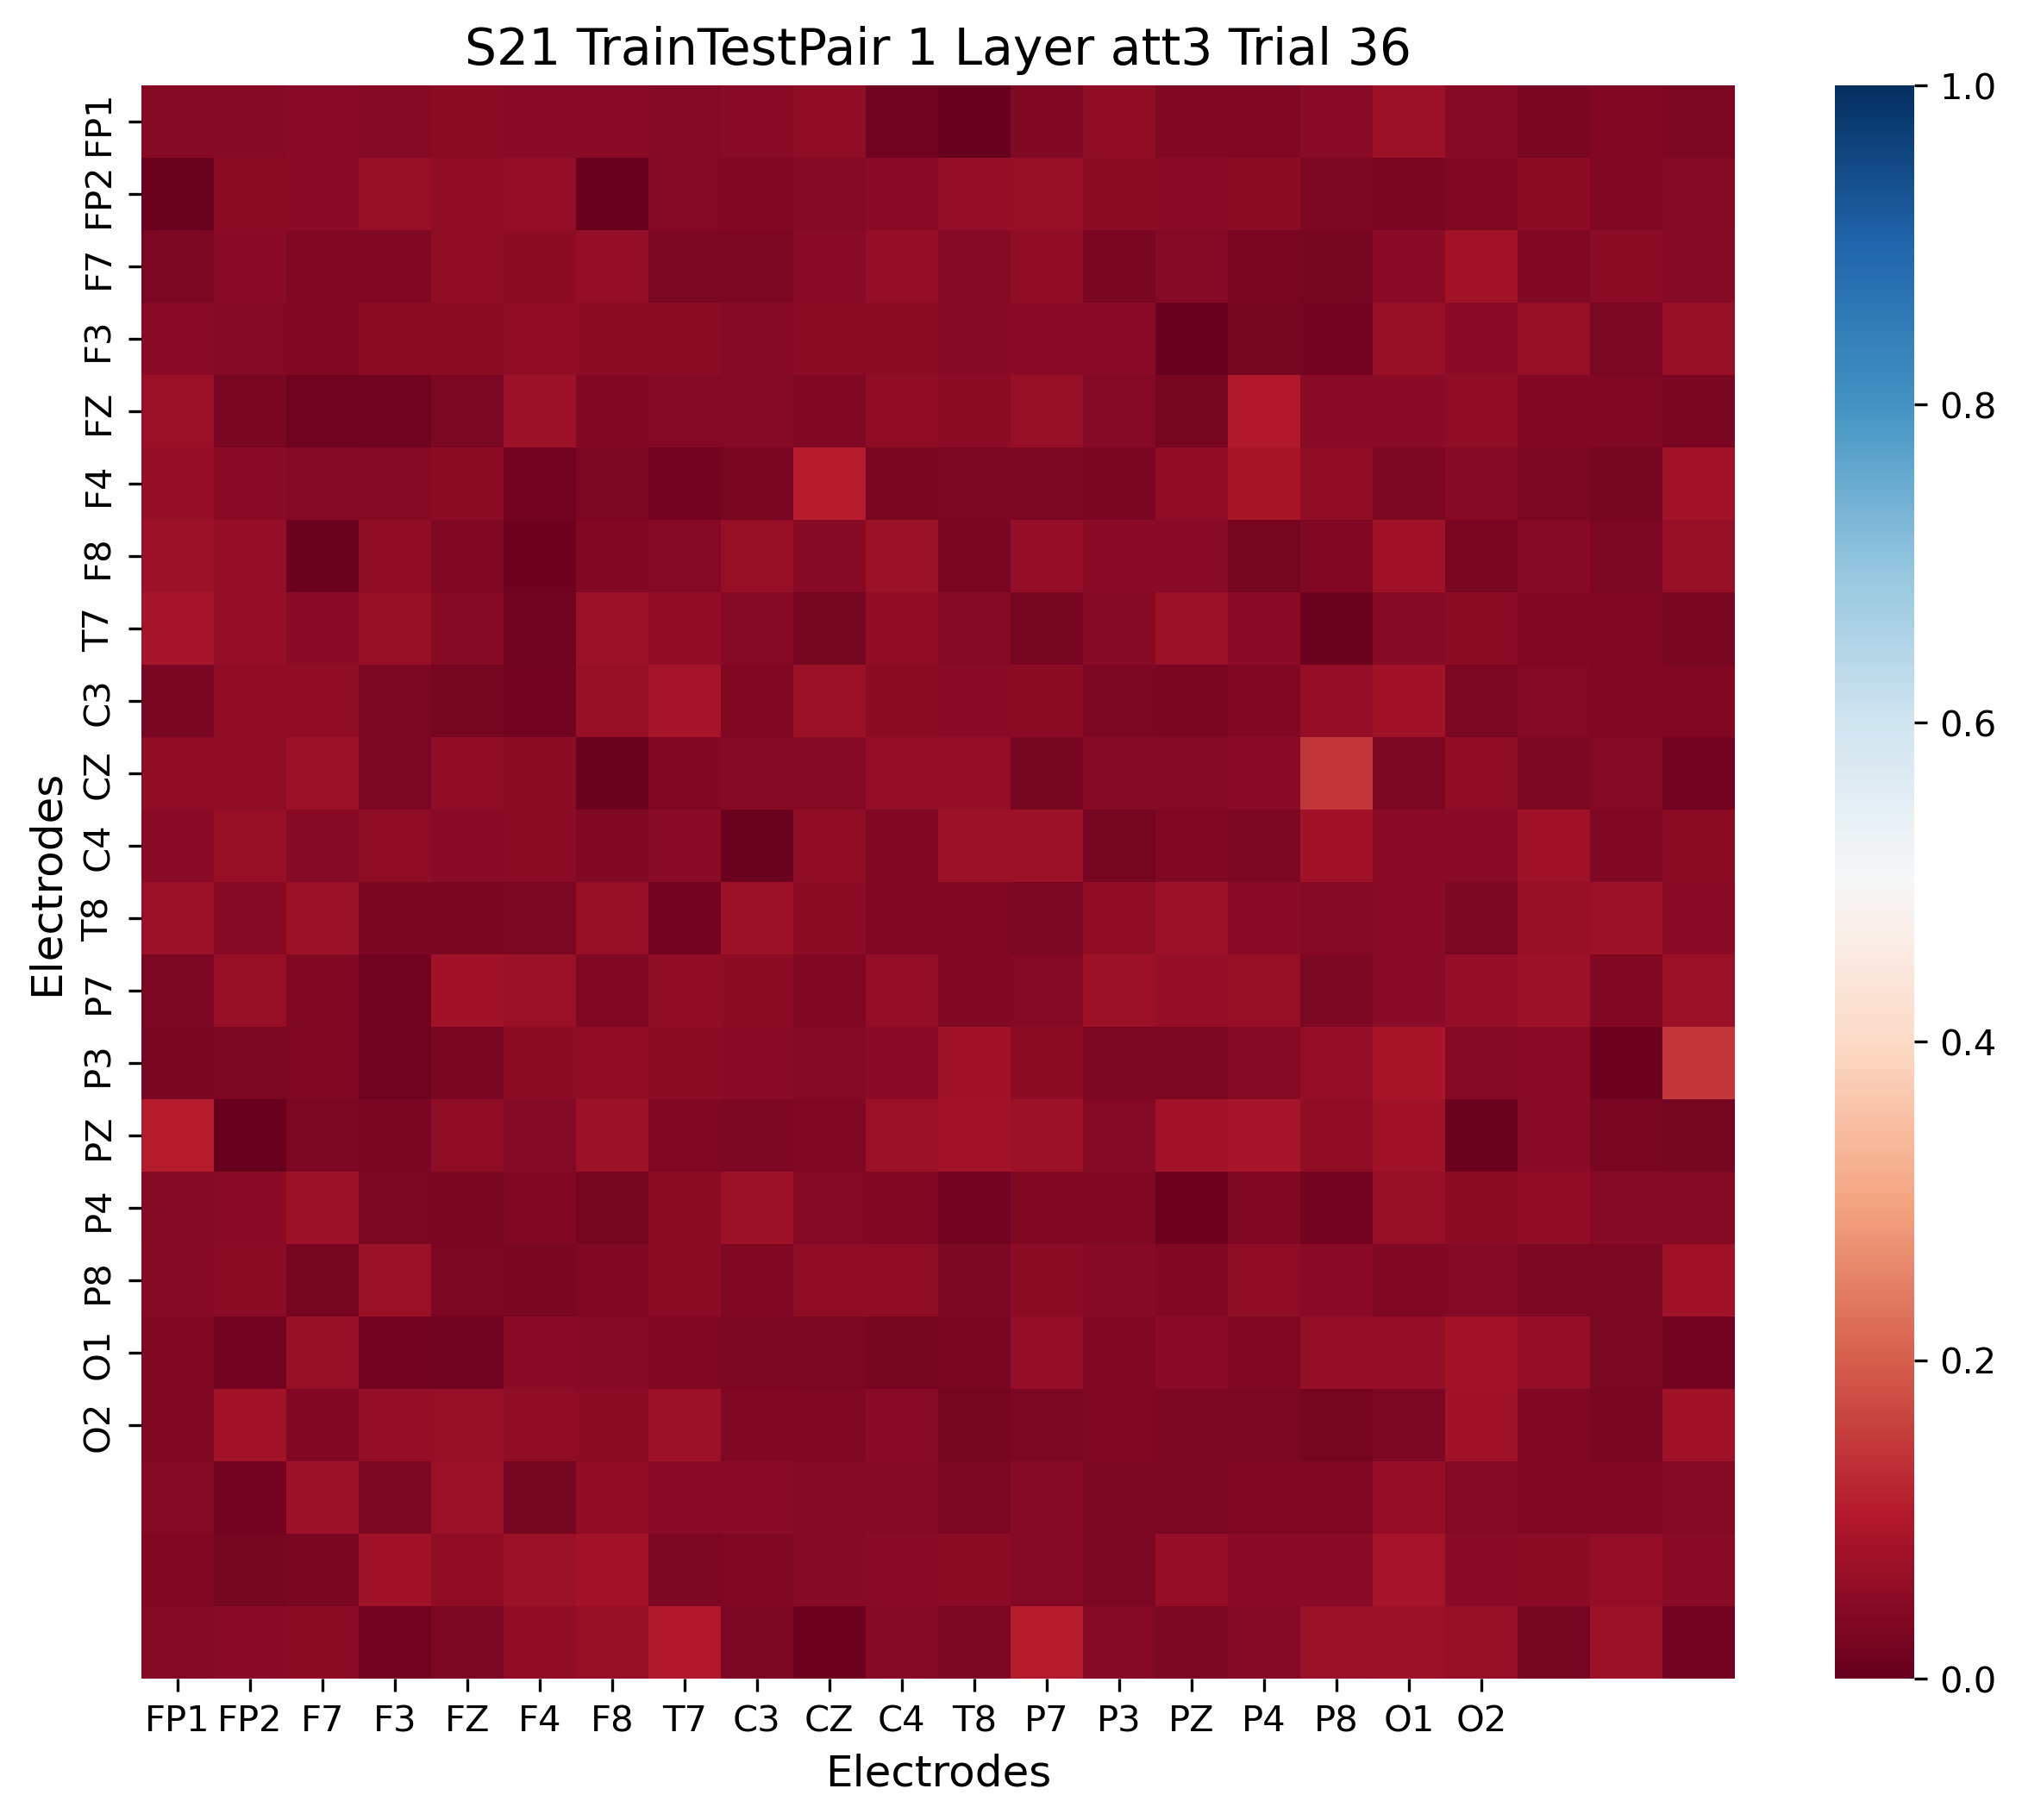 S21 TrainTestPair 1 Layer att3 Trial 36
Electrodes
FP1
FP2
F7
F3
FZ
F4
F8
T7
C3
CZ
C4
T8
P7
P3
PZ
P4
P8
O1
O2
FP1 FP2 F7 F3 FZ F4 F8 T7 C3 CZ C4 T8 P7 P3 PZ P4 P8 O1 O2
Electrodes
1.0
0.8
0.6
0.4
0.2
0.0